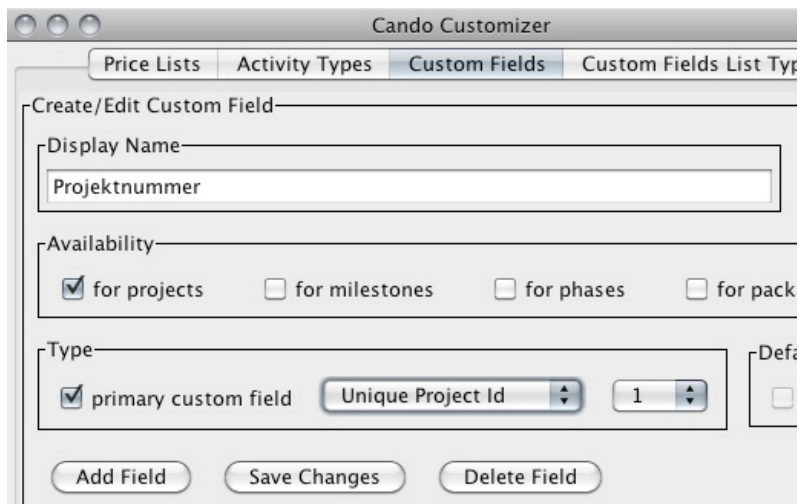 Cando Customizer
Price Lists Activity Types Custom Fields Custom Fields List Typ
Create/Edit Custom Field
Display Name
Projektnummer
Availability
for projects for milestones for phases for pack
Type Defa
primary custom field Unique Project Id 1
Add Field Save Changes Delete Field